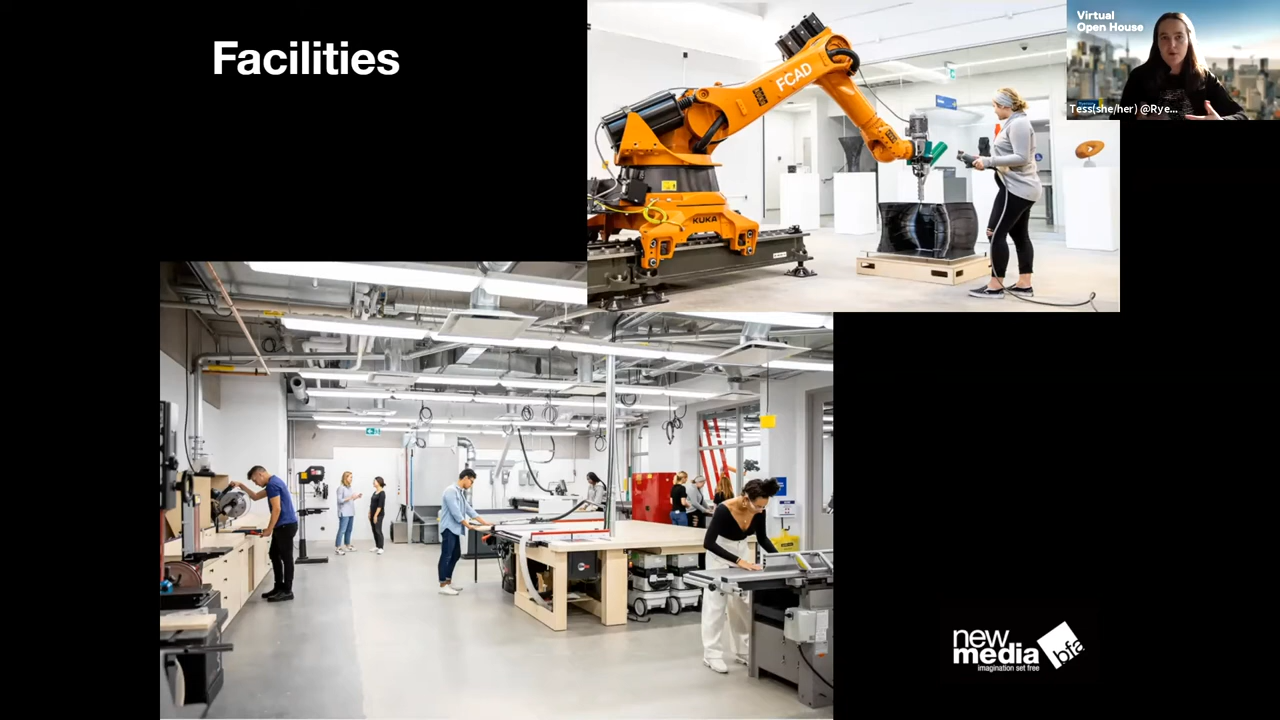 Facilities
FCAD
KUKA
Virtual
Open House
Tess(she/her) @Rye...
new
media bfa
imagination set free